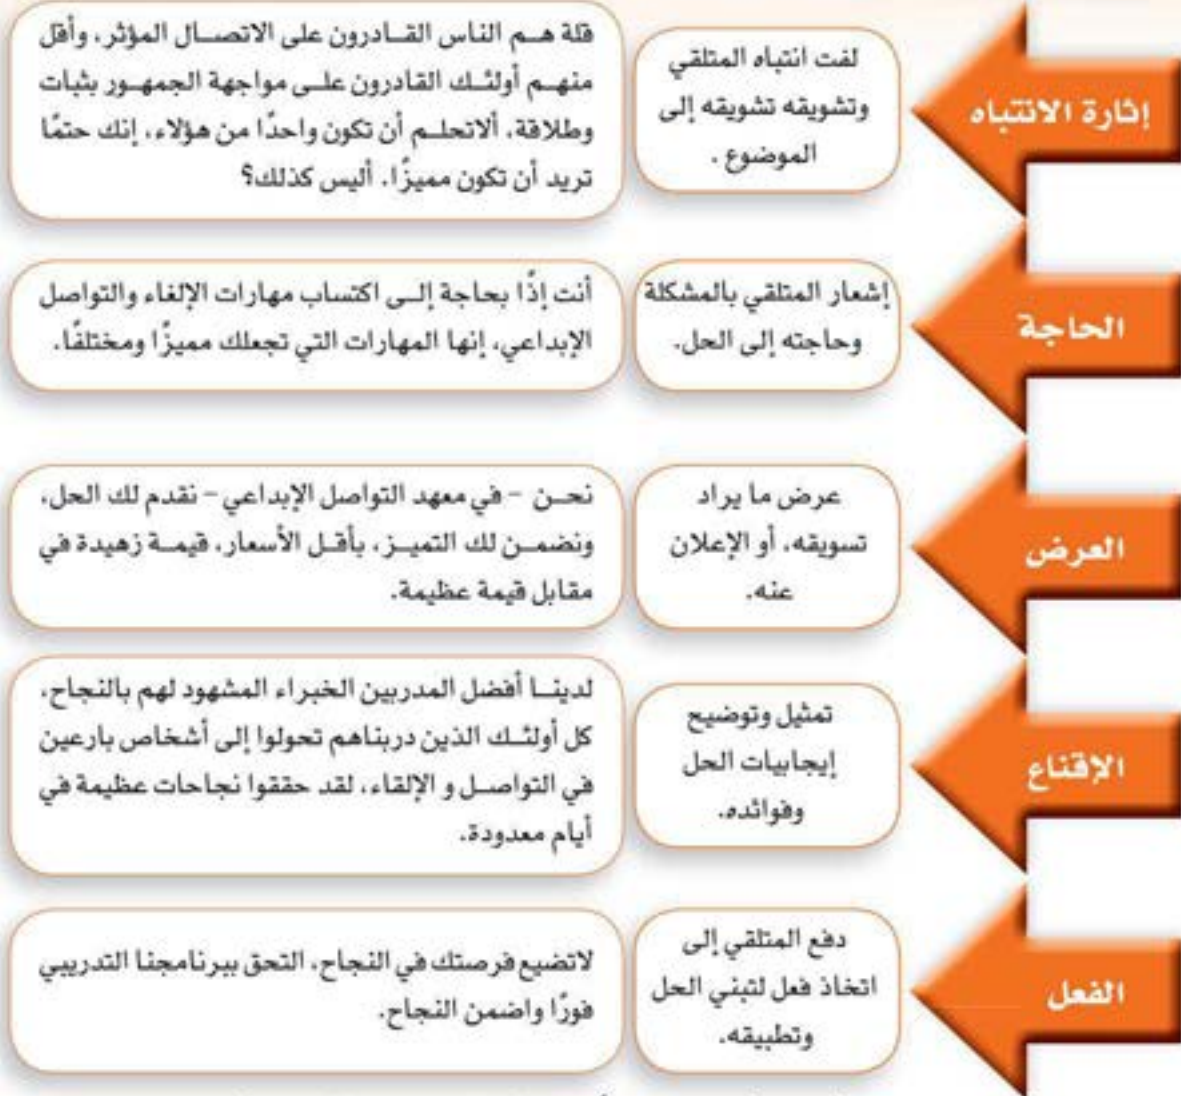 إثارة الانتباه
لفت انتباه المتلقي
وتشويقه تشويقه إلى
الموضوع .
قلة هم الناس القادرون على الاتصال المؤثر، وأقل
منهم أولئك القادرون على مواجهة الجمهور بثبات
وطلاقة، ألاتحلم أن تكون واحدًا من هؤلاء، إنك حتمًا
تريد أن تكون مميزًا، أليس كذلك؟
الحاجة
إشعار المتلقي بالمشكلة
وحاجته إلى الحل.
أنت إذًا بحاجة إلى اكتساب مهارات الإلغاء والتواصل
الإبداعي، إنها المهارات التي تجعلك مميزًا ومختلفًا.
العرض
عرض ما يراد
تسويقه، أو الإعلان
عنه.
نحن - في معهد التواصل الإبداعي - نقدم لك الحل،
ونضمن لك التميز، بأقل الأسعار، قيمة زهيدة في
مقابل قيمة عظيمة.
الإقناع
تمثيل وتوضيح
إيجابيات الحل
وفوائده.
لدينا أفضل المدربين الخبراء المشهود لهم بالنجاح،
كل أولئك الذين دربناهم تحولوا إلى أشخاص بارعين
في التواصل و الإلقاء، لقد حققوا نجاحات عظيمة في
أيام معدودة.
الفعل
دفع المتلقي إلى
اتخاذ فعل لتبني الحل
وتطبيقه.
لاتضيع فرصتك في النجاح، التحق ببرنامجنا التدريبي
فورًا واضمن النجاح.